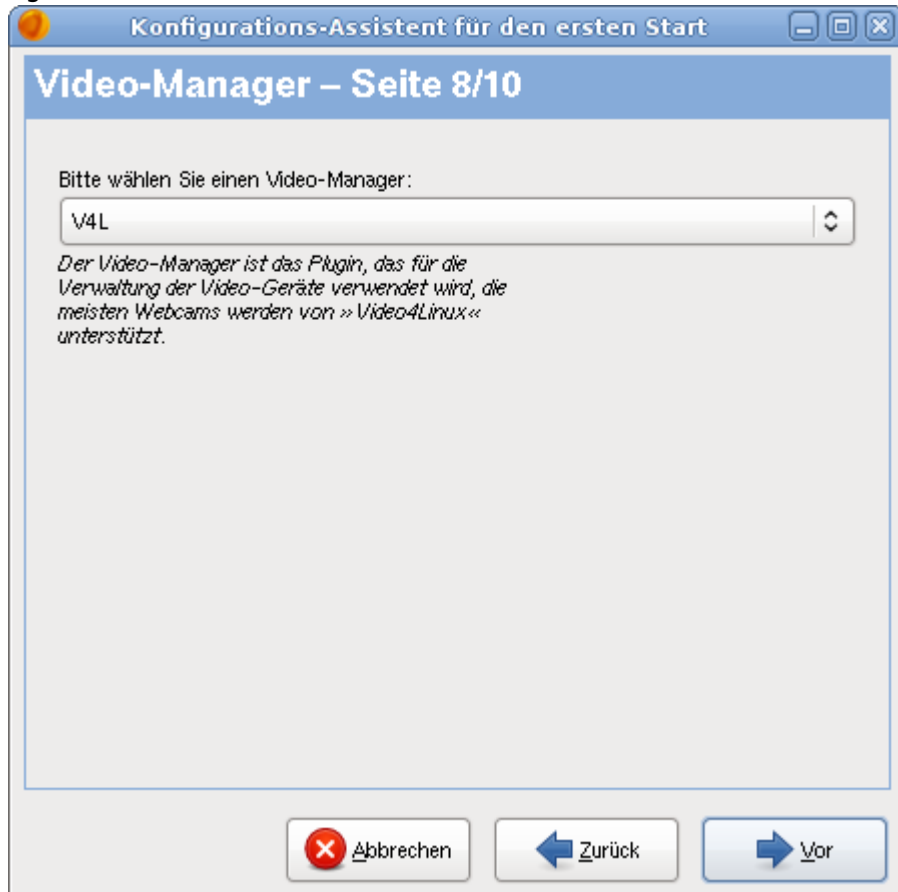 Konfigurations-Assistent für den ersten Start
Video-Manager – Seite 8/10
Bitte wählen Sie einen Video-Manager:
V4L
Der Video-Manager ist das Plugin, das für die
Verwaltung der Video-Geräte verwendet wird, die
meisten Webcams werden von »Video4Linux«
unterstützt.
Abbrechen
Zurück
Vor